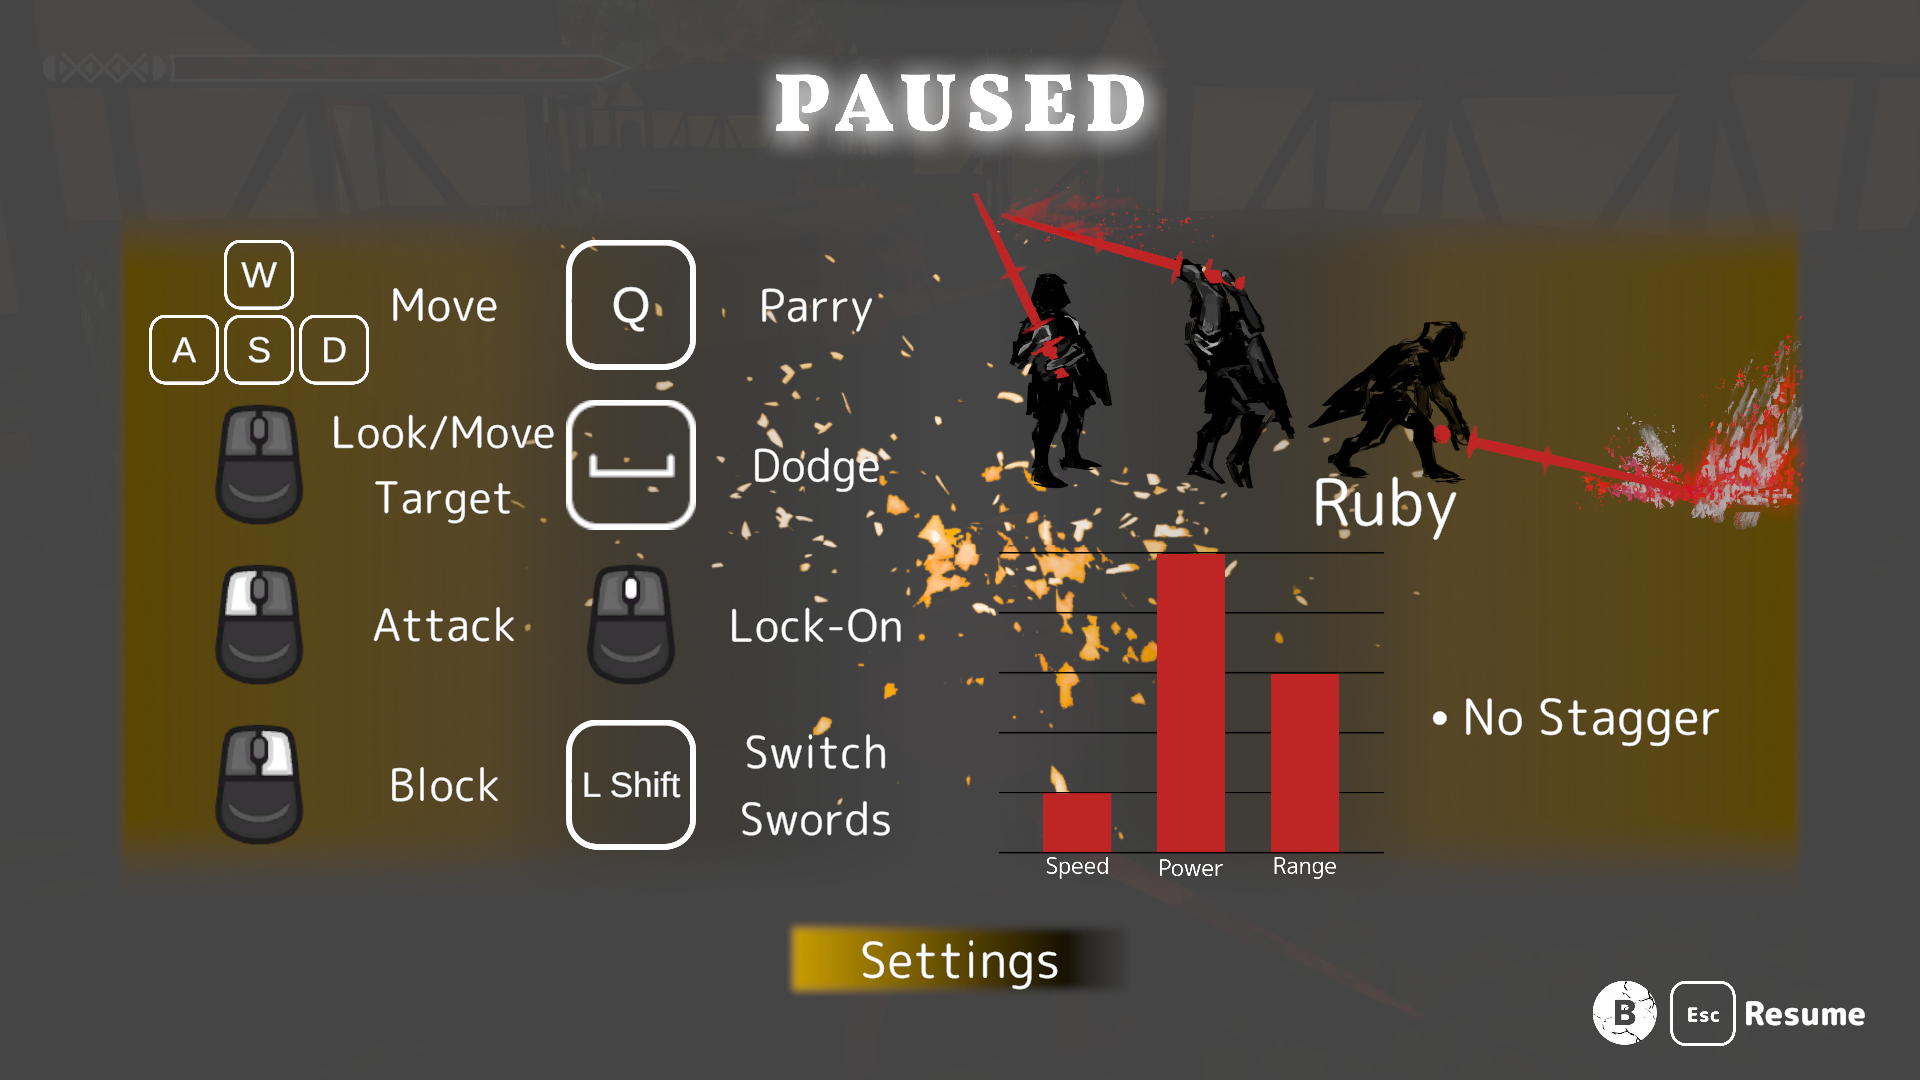 PAUSED
W
A S D
Move
Q
Parry
Look/Move
Target
Dodge
Attack
Lock-On
Block
L Shift
Switch
Swords
Ruby
Speed
Power
Range
• No Stagger
Settings
B
Esc
Resume